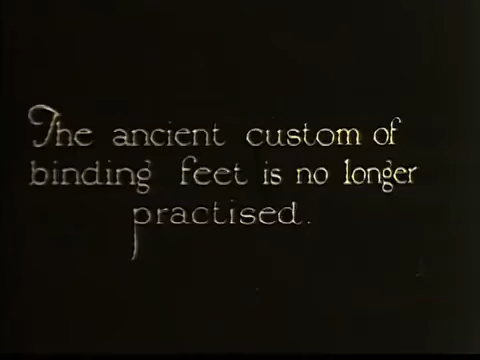 The ancient custom of
binding feet is no longer
practised.